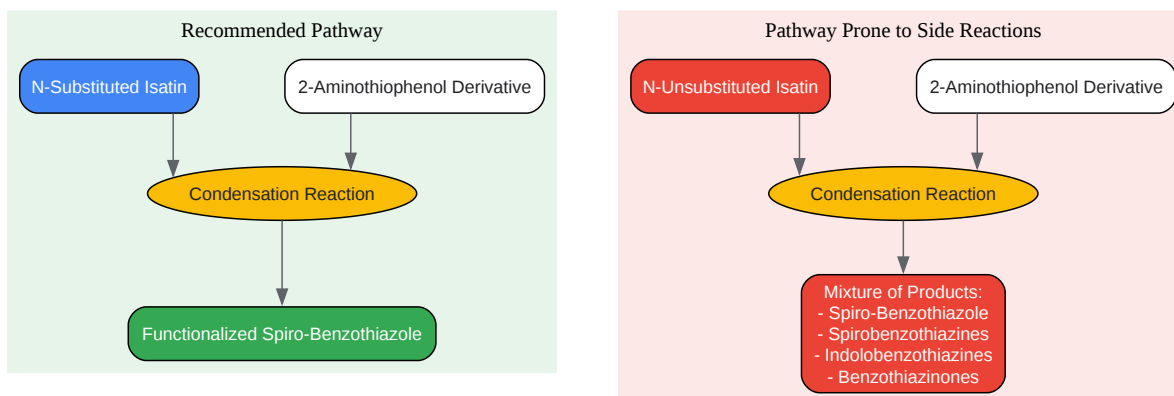 Recommended Pathway
N-Substituted Isatin
2-Aminothiophenol Derivative
Condensation Reaction
Functionalized Spiro-Benzothiazole
Pathway Prone to Side Reactions
N-Unsubstituted Isatin
2-Aminothiophenol Derivative
Condensation Reaction
Mixture of Products:
- Spiro-Benzothiazole
- Spirobenzothiazines
- Indolobenzothiazines
- Benzothiazinones